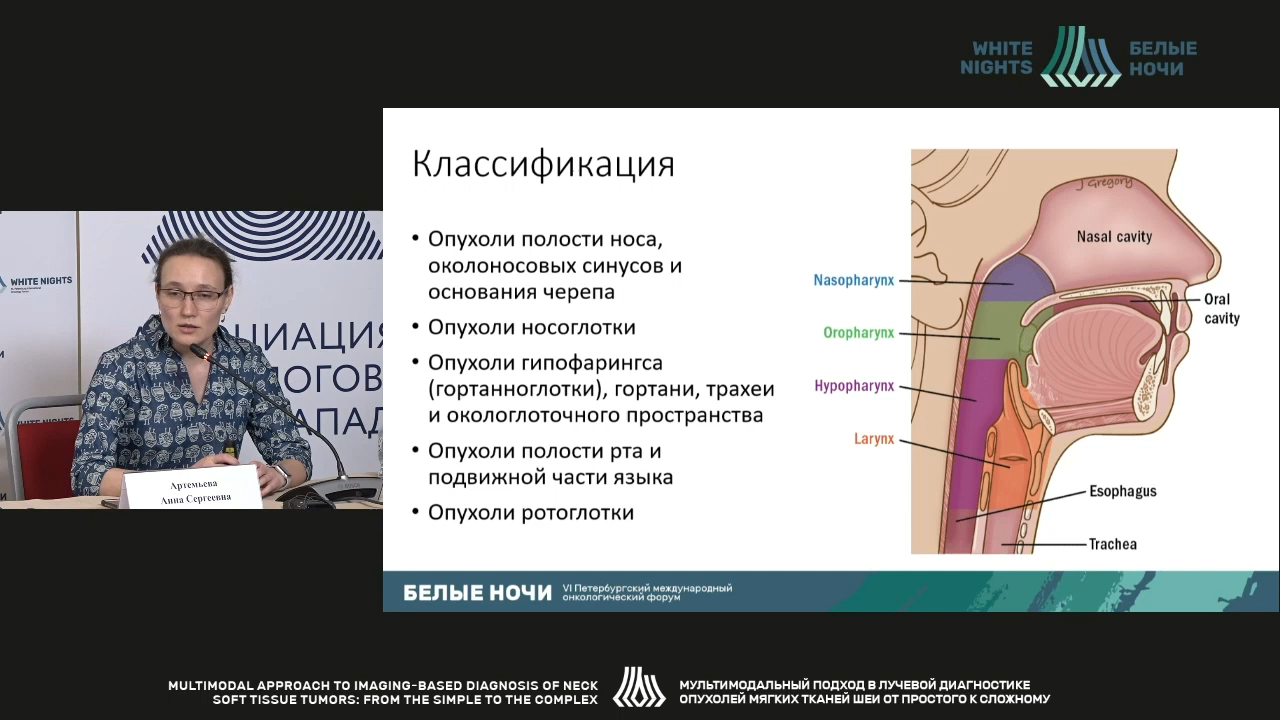 WHITE
NIGHTS
БЕЛЫЕ
НОЧИ
Классификация
• Опухоли полости носа,
околоносовых синусов и
основания черепа
• Опухоли носоглотки
• Опухоли гипофарингса
(гортанноглотки), гортани, трахеи
и окологлоточного пространства
• Опухоли полости рта и
подвижной части языка
• Опухоли ротоглотки
J Gregory
Nasal cavity
Nasopharynx
Oral
cavity
Oropharynx
Hypopharynx
Larynx
Esophagus
Trachea
WHITE NIGHTS
Артемьева
Анна Сергеевна
БЕЛЫЕ НОЧИ
VI Петербургский международный
онкологический форум
MULTIMODAL APPROACH TO IMAGING-BASED DIAGNOSIS OF NECK
SOFT TISSUE TUMORS: FROM THE SIMPLE TO THE COMPLEX
МУЛЬТИМОДАЛЬНЫЙ ПОДХОД В ЛУЧЕВОЙ ДИАГНОСТИКЕ
ОПУХОЛЕЙ МЯГКИХ ТКАНЕЙ ШЕИ ОТ ПРОСТОГО К СЛОЖНОМУ